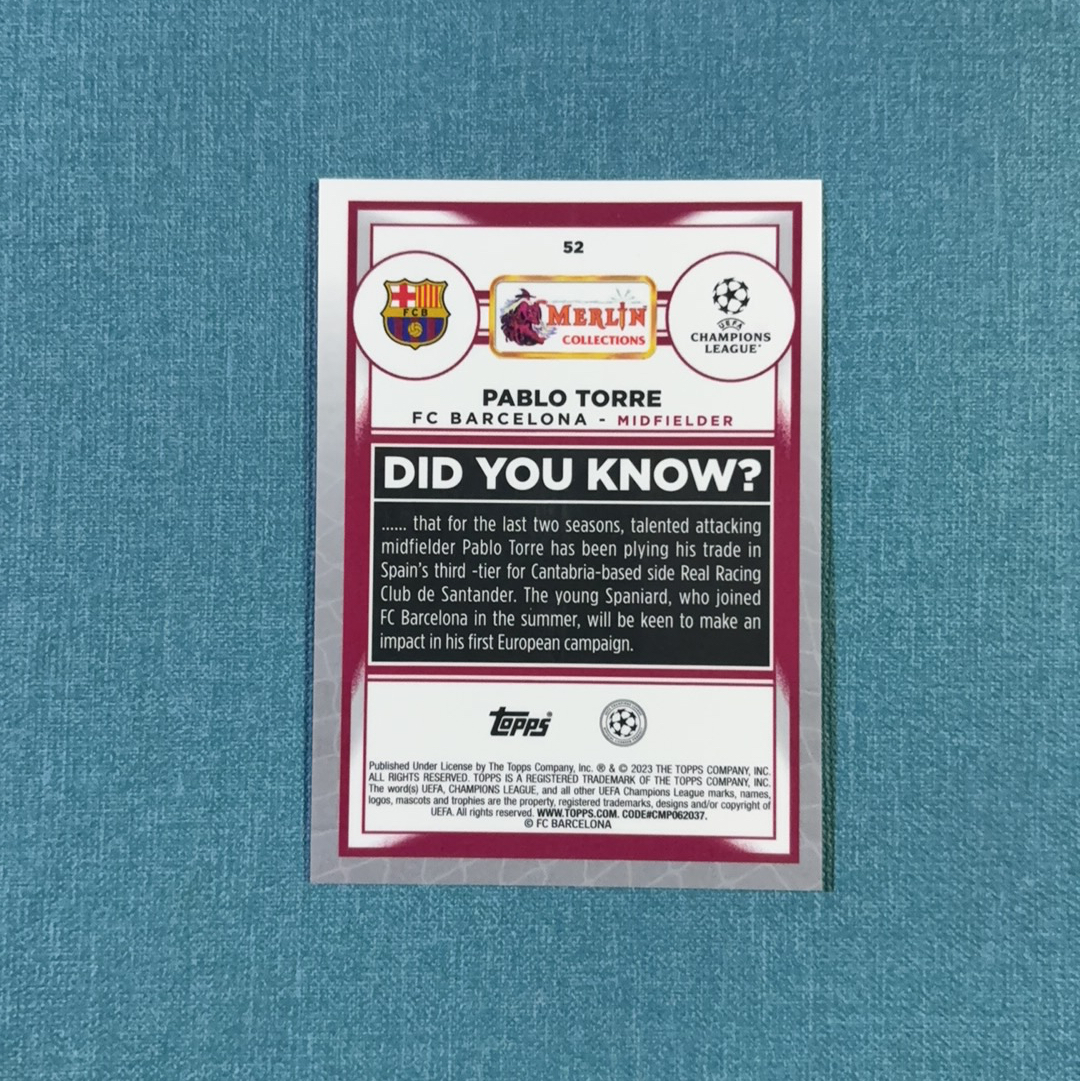 52
FCB
MERLIN
COLLECTIONS
UEFA
CHAMPIONS
LEAGUE
PABLO TORRE
FC BARCELONA - MIDFIELDER
DID YOU KNOW?
...... that for the last two seasons, talented attacking
midfielder Pablo Torre has been plying his trade in
Spain's third -tier for Cantabria-based side Real Racing
Club de Santander. The young Spaniard, who joined
FC Barcelona in the summer, will be keen to make an
impact in his first European campaign.
topps®
Published Under License by The Topps Company, Inc. ® & © 2023 THE TOPPS COMPANY, INC.
ALL RIGHTS RESERVED. TOPPS IS A REGISTERED TRADEMARK OF THE TOPPS COMPANY, INC.
The word(s) UEFA, CHAMPIONS LEAGUE, and all other UEFA Champions League marks, names,
logos, mascots and trophies are the property, registered trademarks, designs and/or copyright of
UEFA. All rights reserved. WWW.TOPPS.COM. CODE#CMP062037.
© FC BARCELONA